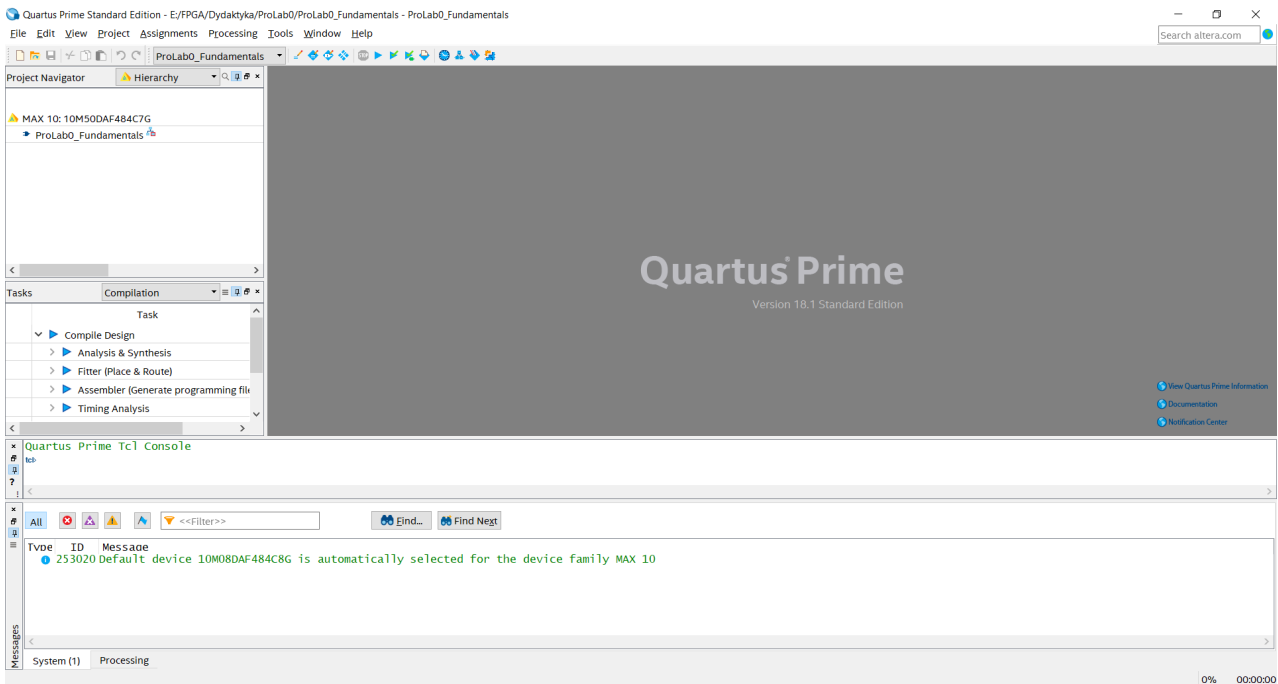 Quartus Prime Standard Edition - E:/FPGA/Dydaktyka/ProLab0/ProLab0_Fundamentals - ProLab0_Fundamentals
File Edit View Project Assignments Processing Tools Window Help
Search altera.com
ProLab0_Fundamentals
Project Navigator Hierarchy
MAX 10: 10M50DAF484C7G
ProLab0_Fundamentals
Quartus Prime
Version 18.1 Standard Edition
Tasks Compilation
Task
Compile Design
Analysis & Synthesis
Fitter (Place & Route)
Assembler (Generate programming file
Timing Analysis
View Quartus Prime Information
Documentation
Notification Center
Quartus Prime Tcl Console
tcl>
All <<Filter>> Find... Find Next
Type ID Message
253020 Default device 10M08DAF484C8G is automatically selected for the device family MAX 10
Messages
System (1) Processing
0% 00:00:00